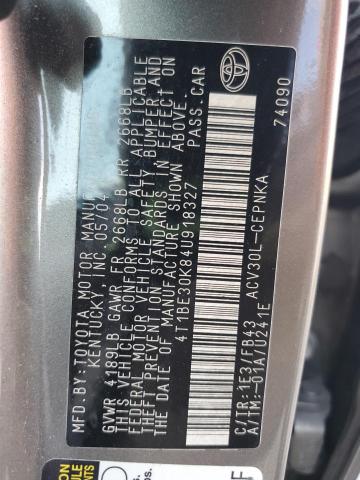 MFD. BY: TOYOTA MOTOR MANUF
KENTUCKY, INC. 05/04
GVWR 4189LB GAWR FR 2668LB RR 2668LB
THIS VEHICLE CONFORMS TO ALL APPLICABLE
FEDERAL MOTOR VEHICLE SAFETY, BUMPER AND
THEFT PREVENTION STANDARDS IN EFFECT ON
THE DATE OF MANUFACTURE SHOWN ABOVE.
4T1BE30K84U918327 PASS. CAR
C/TR: 1E3/FB43 ACV30L-CEPNKA
A/TM: -01A/U241E
74090
F